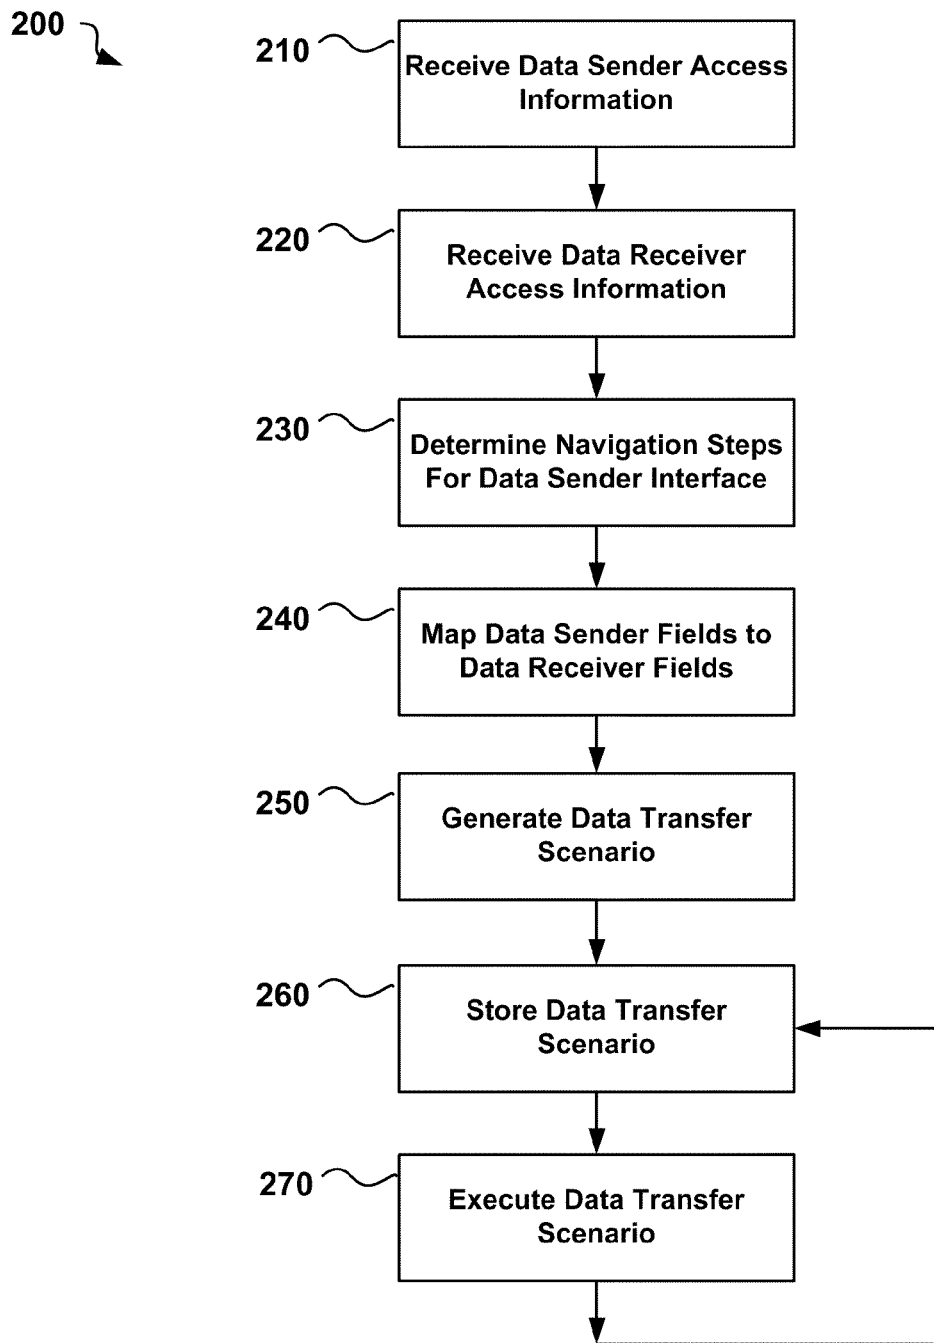 200
210
Receive Data Sender Access
Information
220
Receive Data Receiver
Access Information
230
Determine Navigation Steps
For Data Sender Interface
240
Map Data Sender Fields to
Data Receiver Fields
250
Generate Data Transfer
Scenario
260
Store Data Transfer
Scenario
270
Execute Data Transfer
Scenario